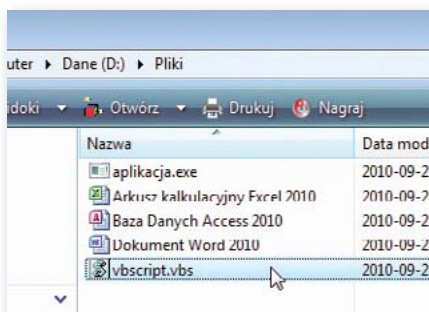 uter ▸ Dane (D:) ▸ Pliki
idoki Otwórz Drukuj Nagraj
Nazwa Data mod
aplikacja.exe 2010-09-2
Arkusz kalkulacyjny Excel 2010 2010-09-2
Baza Danych Access 2010 2010-09-2
Dokument Word 2010 2010-09-2
vbscript.vbs 2010-09-2